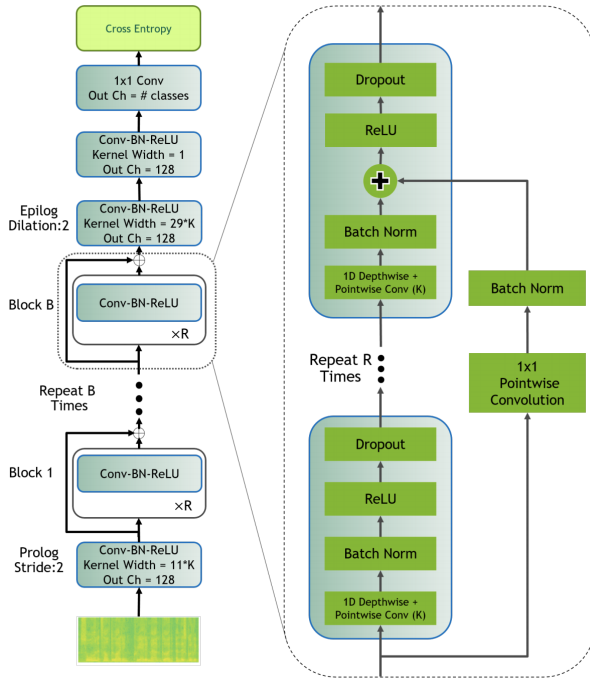 Cross Entropy
1x1 Conv
Out Ch = # classes
Conv-BN-ReLU
Kernel Width = 1
Out Ch = 128
Epilog
Dilation:2
Conv-BN-ReLU
Kernel Width = 29*K
Out Ch = 128
Block B
Conv-BN-ReLU
×R
Repeat B
Times
Block 1
Conv-BN-ReLU
×R
Prolog
Stride:2
Conv-BN-ReLU
Kernel Width = 11*K
Out Ch = 128
Dropout
ReLU
+
Batch Norm
1D Depthwise +
Pointwise Conv (K)
Repeat R
Times
Dropout
ReLU
Batch Norm
1D Depthwise +
Pointwise Conv (K)
Batch Norm
1x1
Pointwise
Convolution